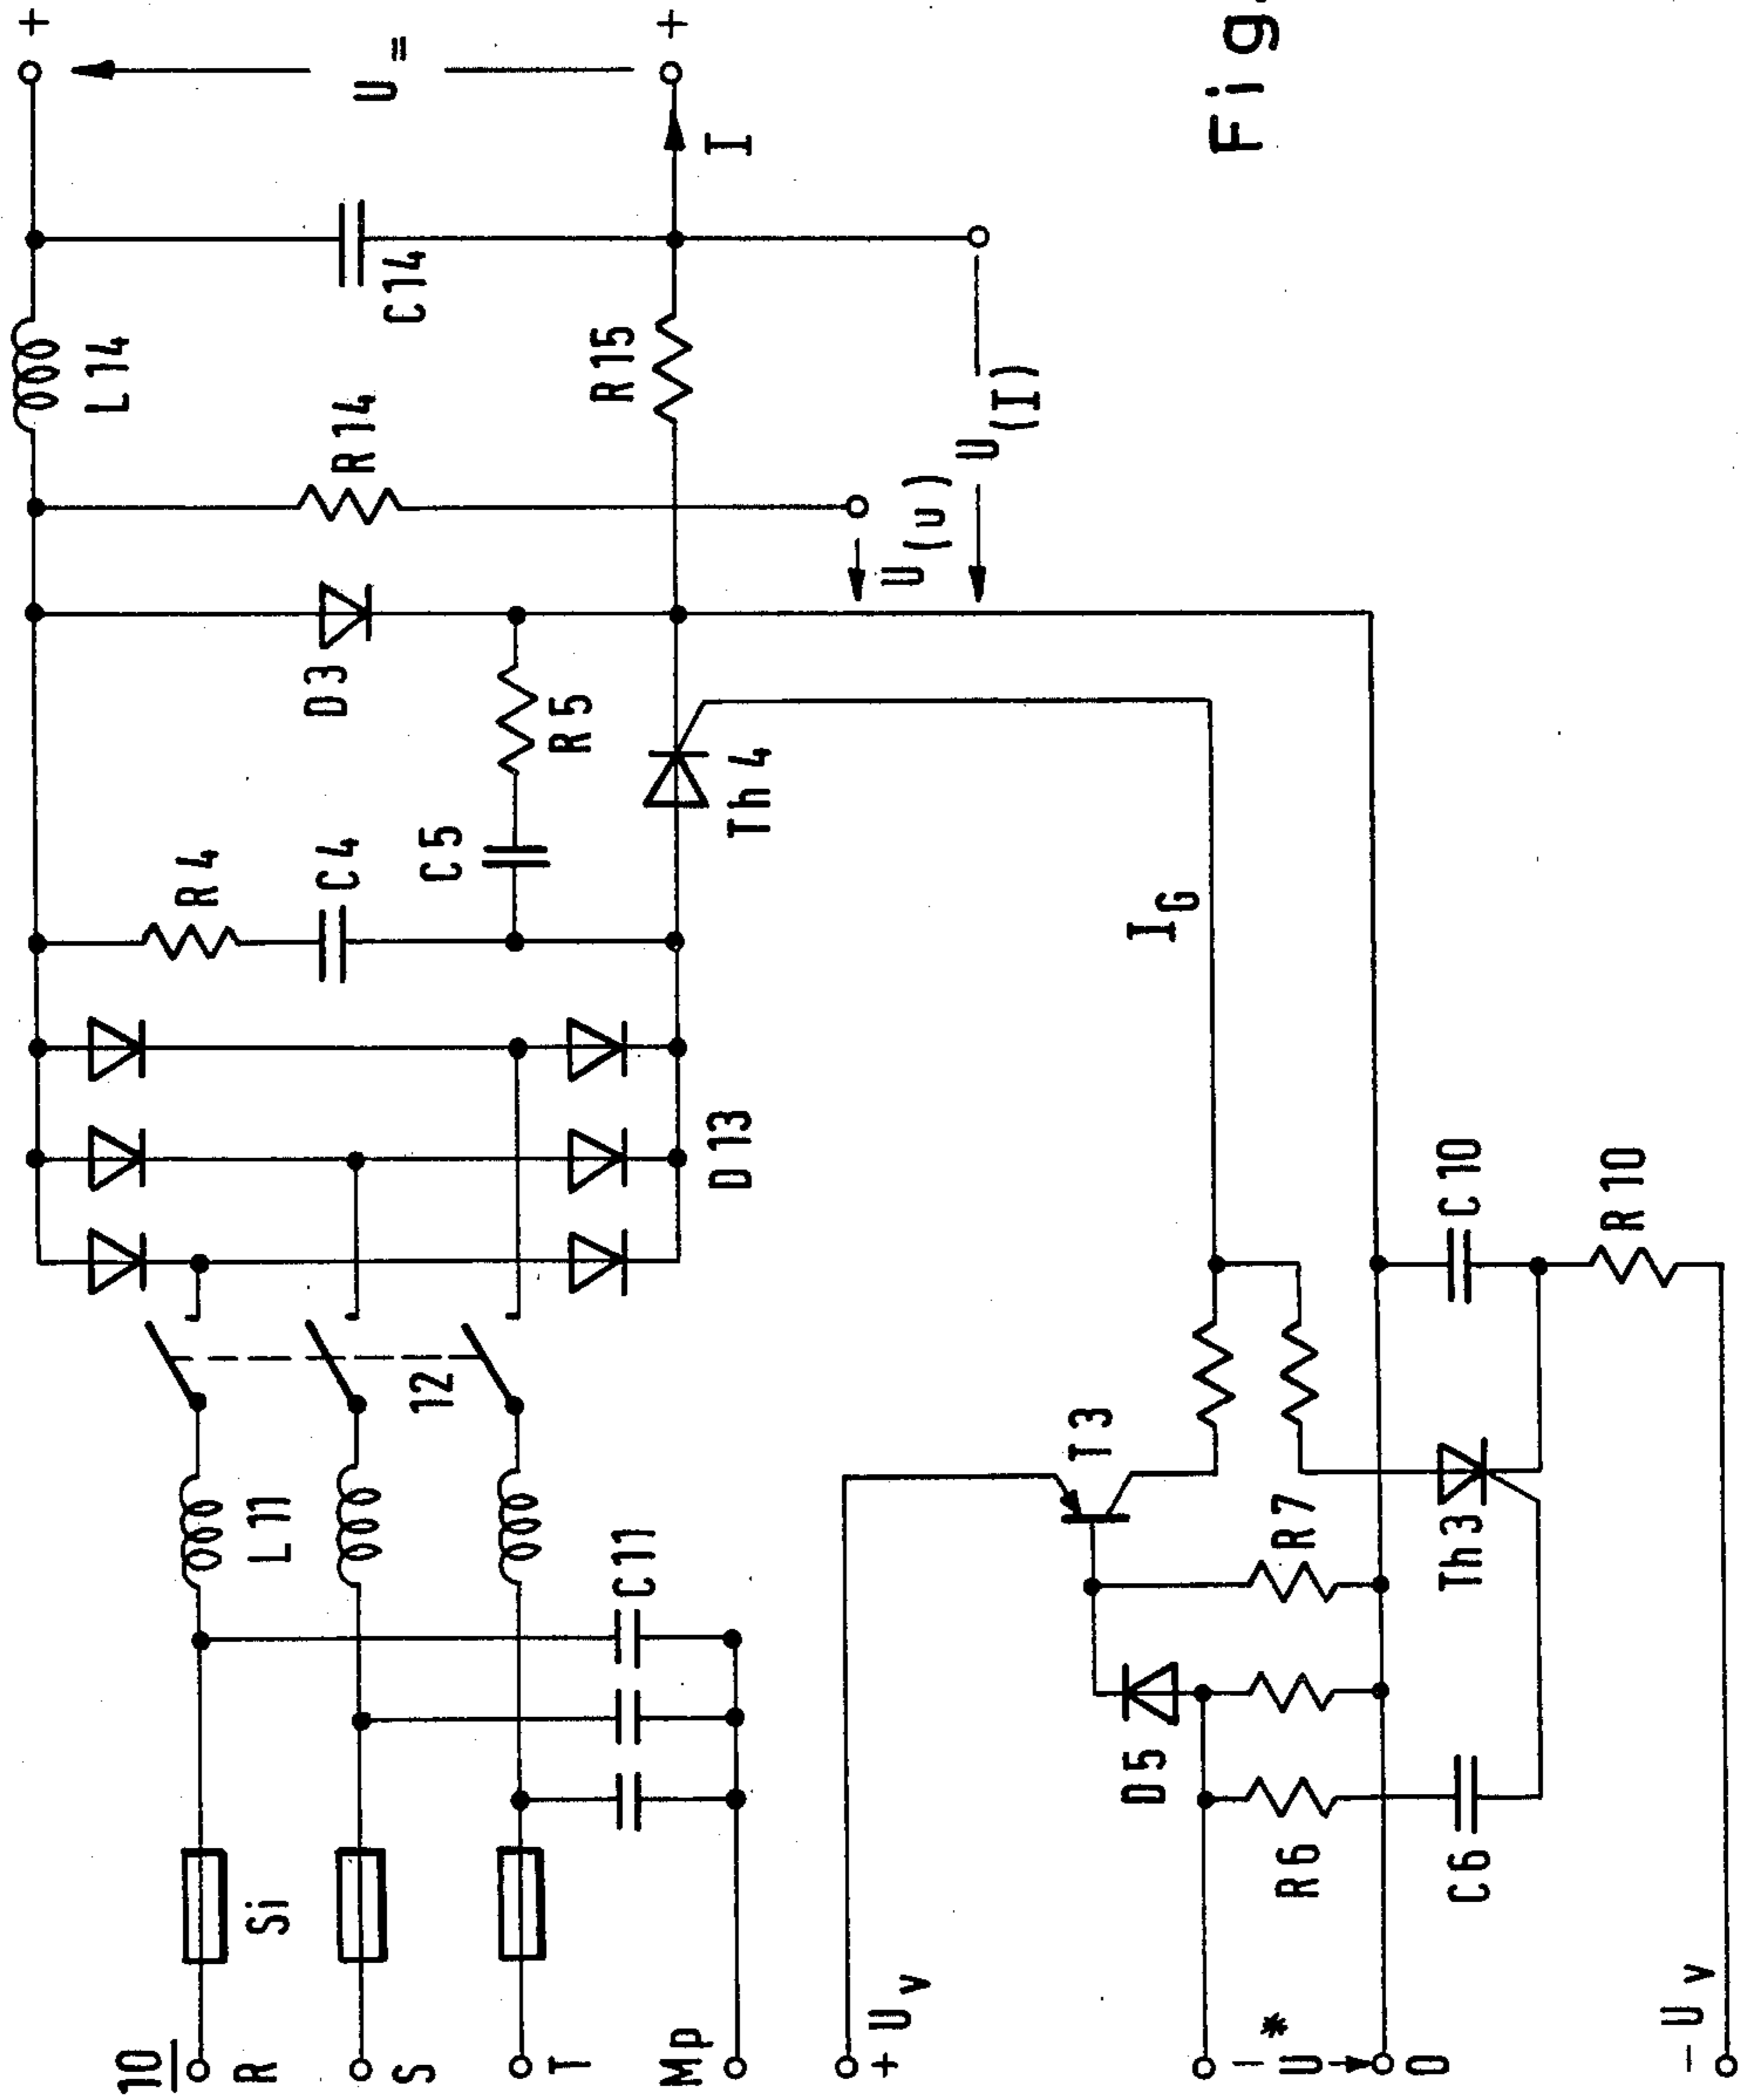 10
R
S
T
Mp
Si
L11
C11
12
D13
R4
C4
C5
R5
D3
Th4
R14
R15
L14
C14
+
U=
+
I
U(u)
U(I)
IG
+Uv
U*
0
-Uv
D5
R6
C6
T3
R7
Th3
C10
R10
Fig.